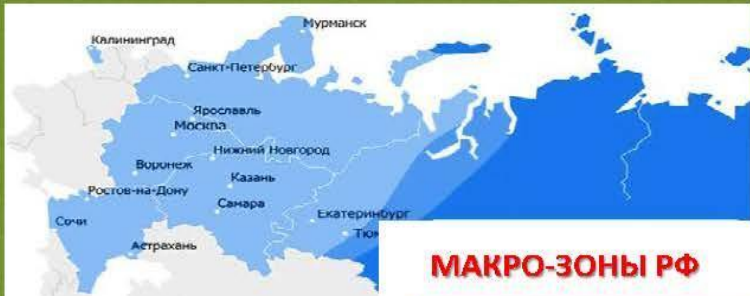 Мурманск
Калининград
Санкт-Петербург
Ярославль
Москва
Нижний Новгород
Воронеж
Казань
Ростов-на-Дону
Самара
Екатеринбург
Сочи
Астрахань
МАКРО-ЗОНЫ РФ